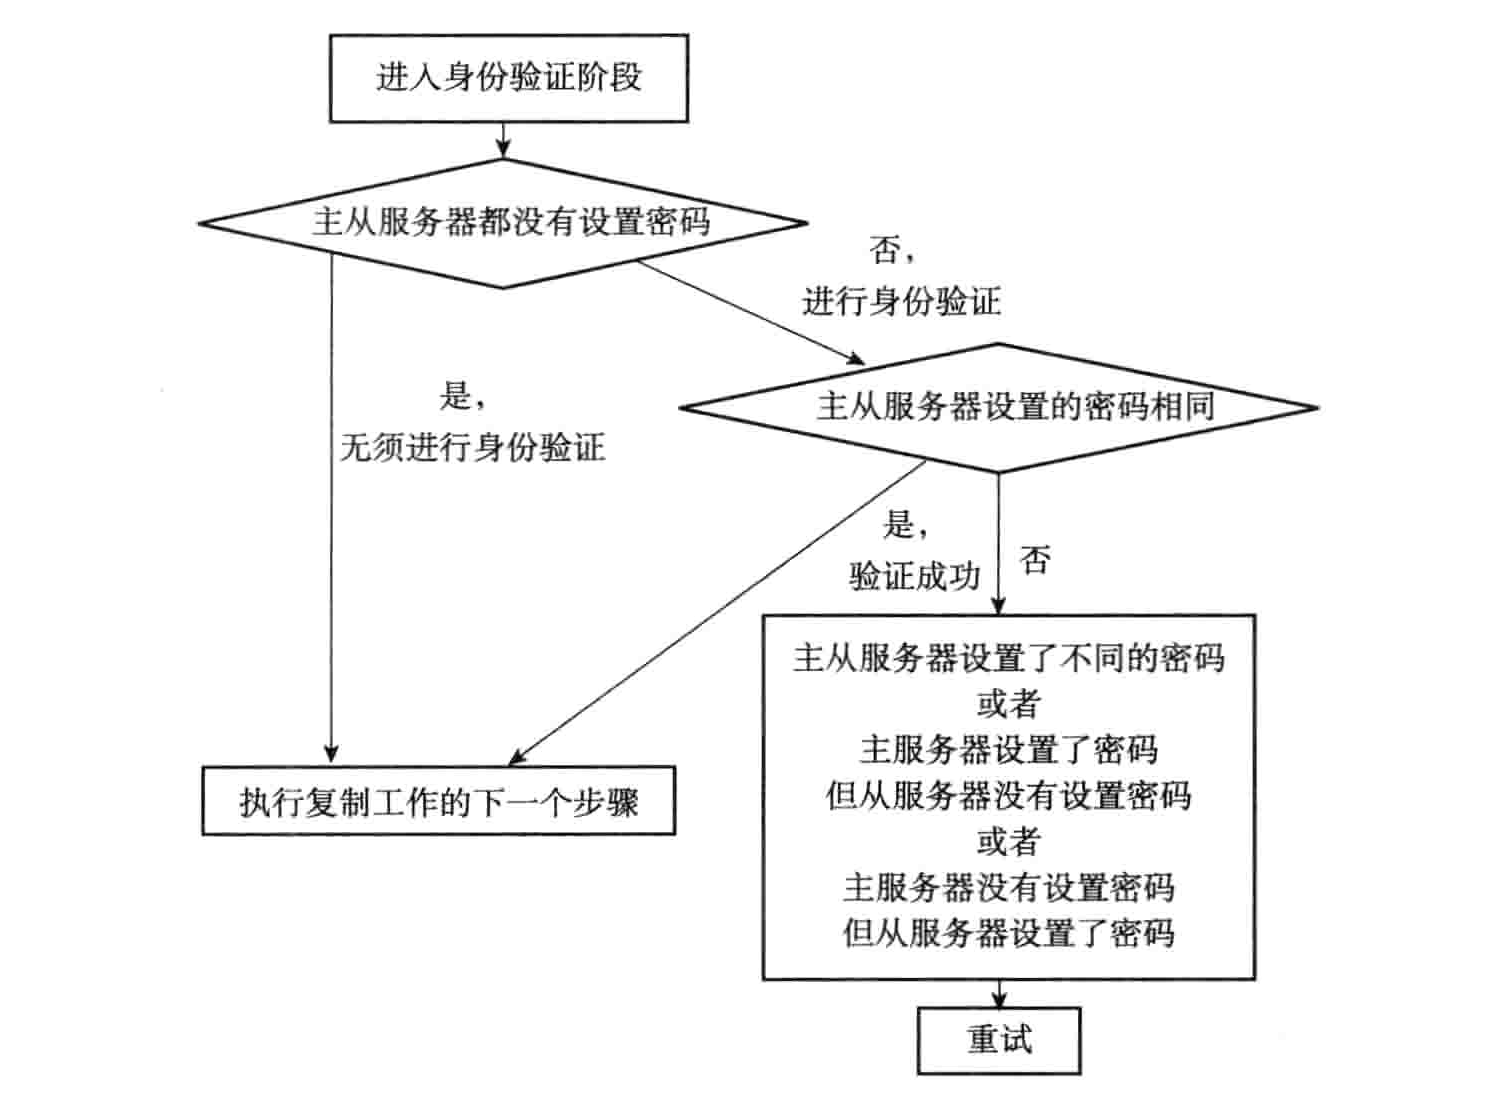 进入身份验证阶段
主从服务器都没有设置密码
否，
进行身份验证
是，
无须进行身份验证
主从服务器设置的密码相同
是，
验证成功
否
主从服务器设置了不同的密码
或者
主服务器设置了密码
但从服务器没有设置密码
或者
主服务器没有设置密码
但从服务器设置了密码
执行复制工作的下一个步骤
重试